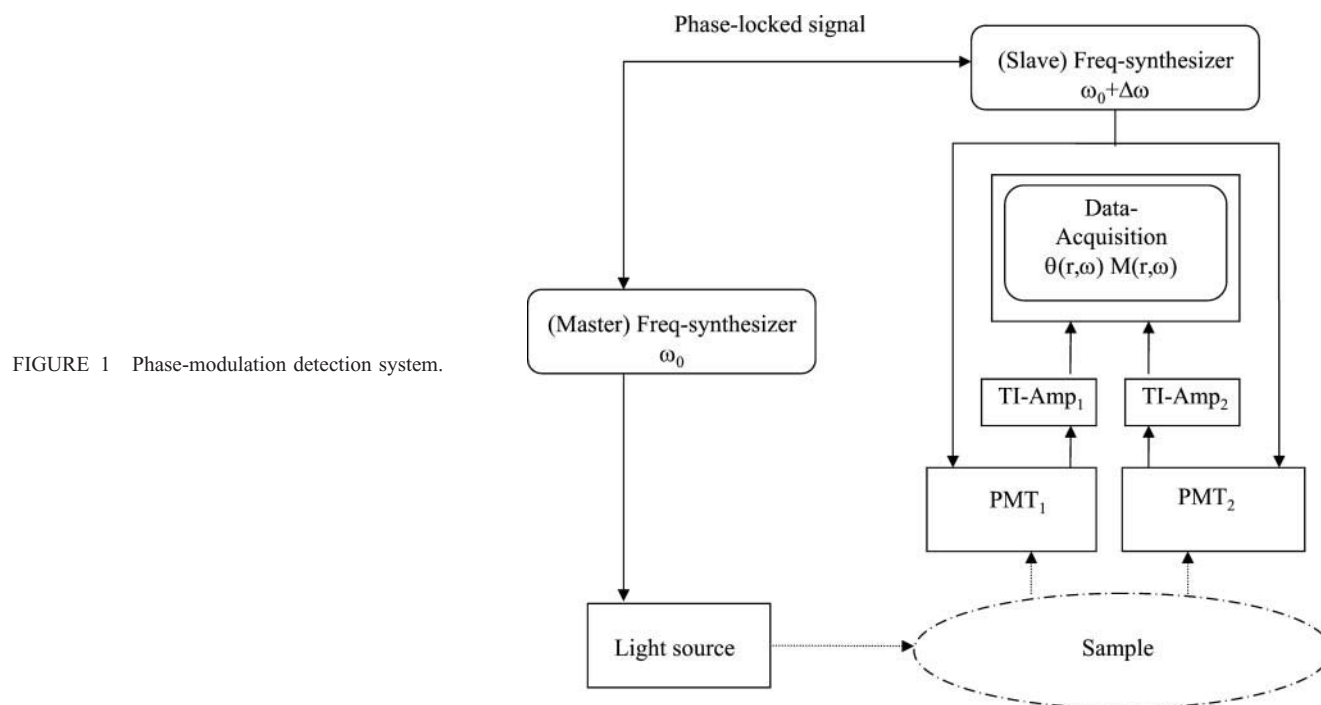 Phase-locked signal
(Slave) Freq-synthesizer
ω₀+Δω
Data-
Acquisition
θ(r,ω) M(r,ω)
(Master) Freq-synthesizer
ω₀
FIGURE 1 Phase-modulation detection system.
TI-Amp₁
TI-Amp₂
PMT₁
PMT₂
Light source
Sample